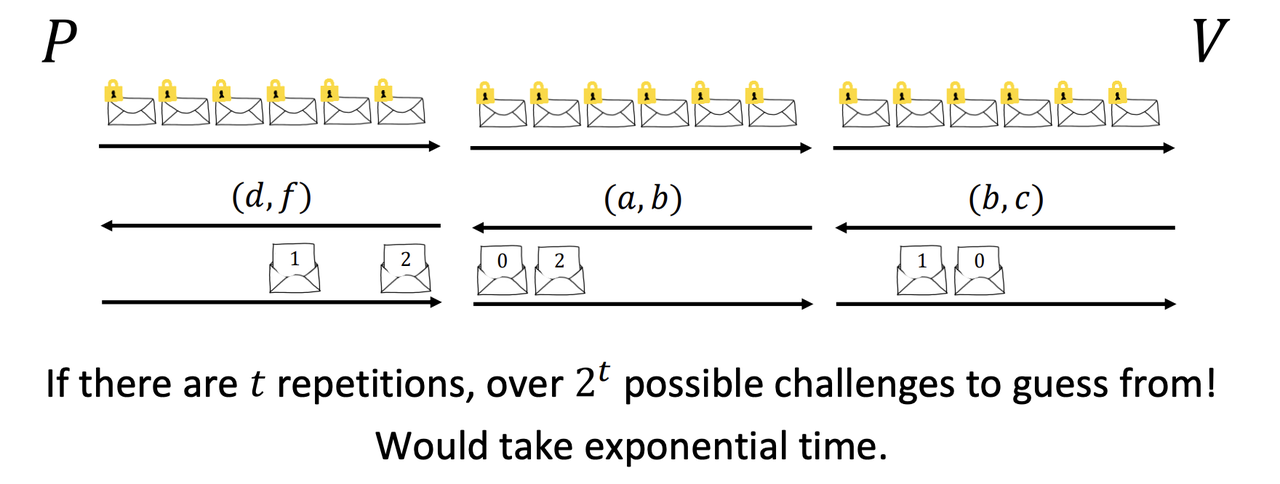 P V
(d, f) (a, b) (b, c)
1 2 0 2 1 0
If there are t repetitions, over 2^t possible challenges to guess from!
Would take exponential time.